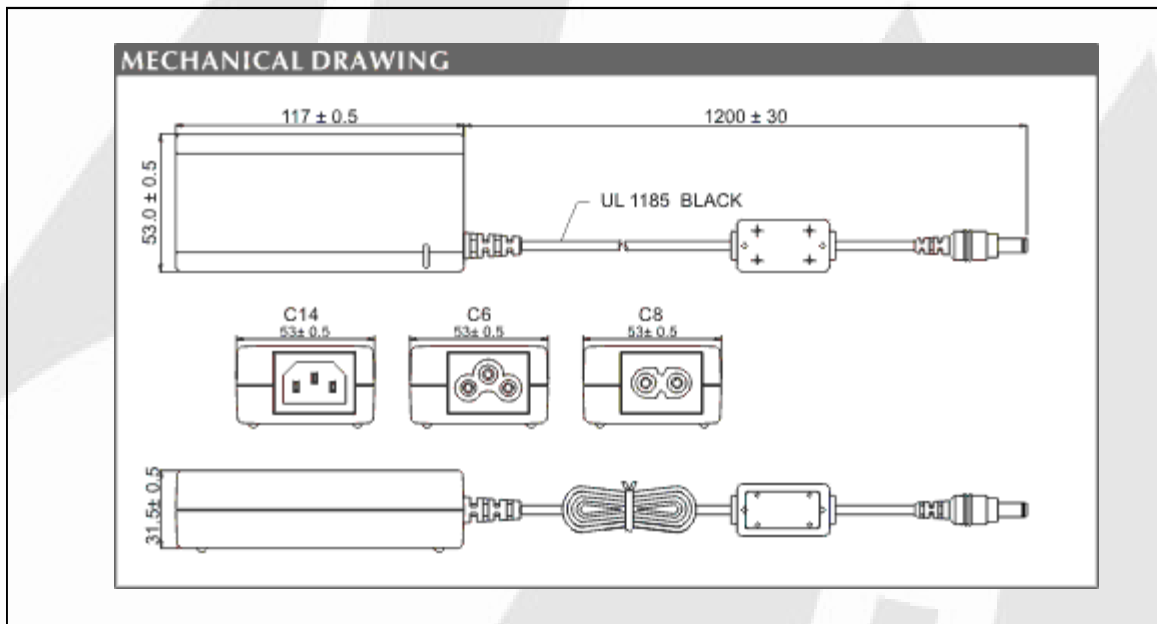 MECHANICAL DRAWING
117 ± 0.5
1200 ± 30
53.0 ± 0.5
UL 1185 BLACK
C14
53± 0.5
C6
53± 0.5
C8
53± 0.5
31.5± 0.5